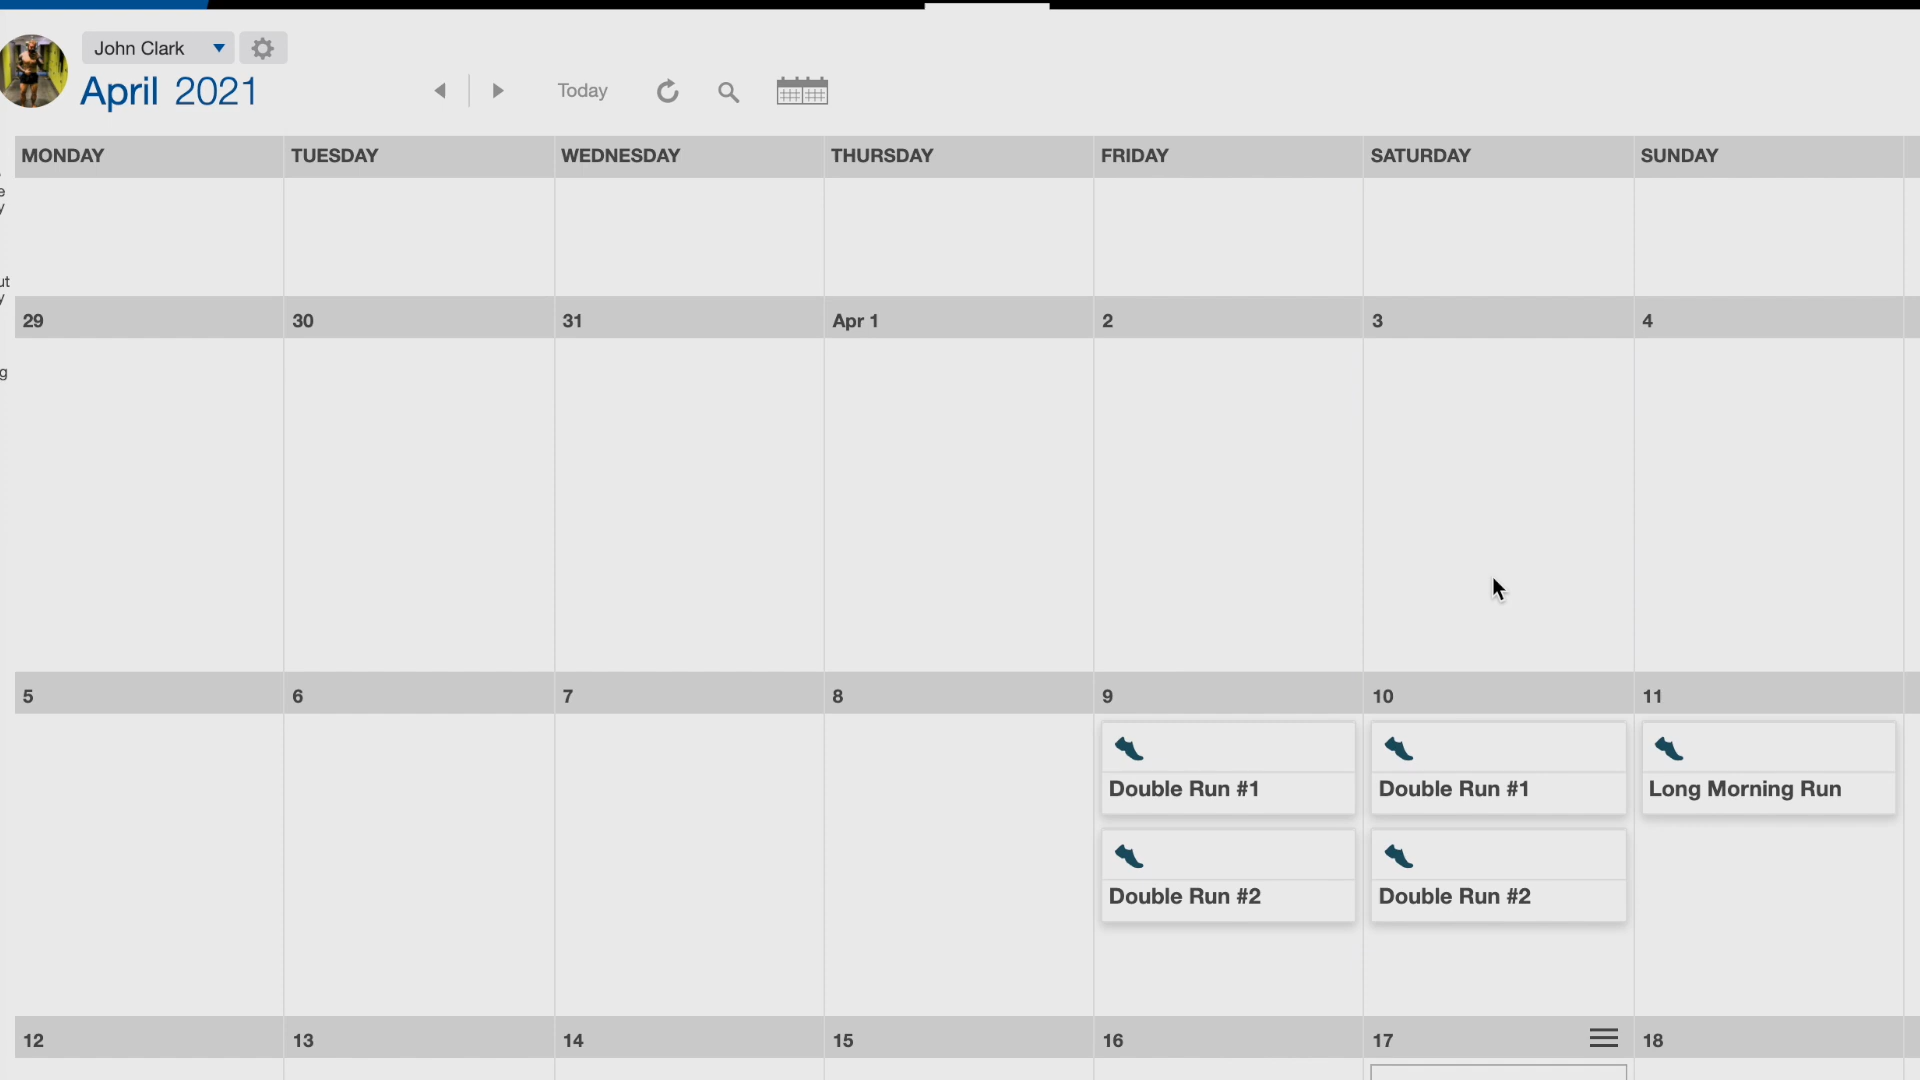 John Clark
April 2021
Today
MONDAY TUESDAY WEDNESDAY THURSDAY FRIDAY SATURDAY SUNDAY
29 30 31 Apr 1 2 3 4
5 6 7 8 9 10 11
Double Run #1 Double Run #1 Long Morning Run
Double Run #2 Double Run #2
12 13 14 15 16 17 18